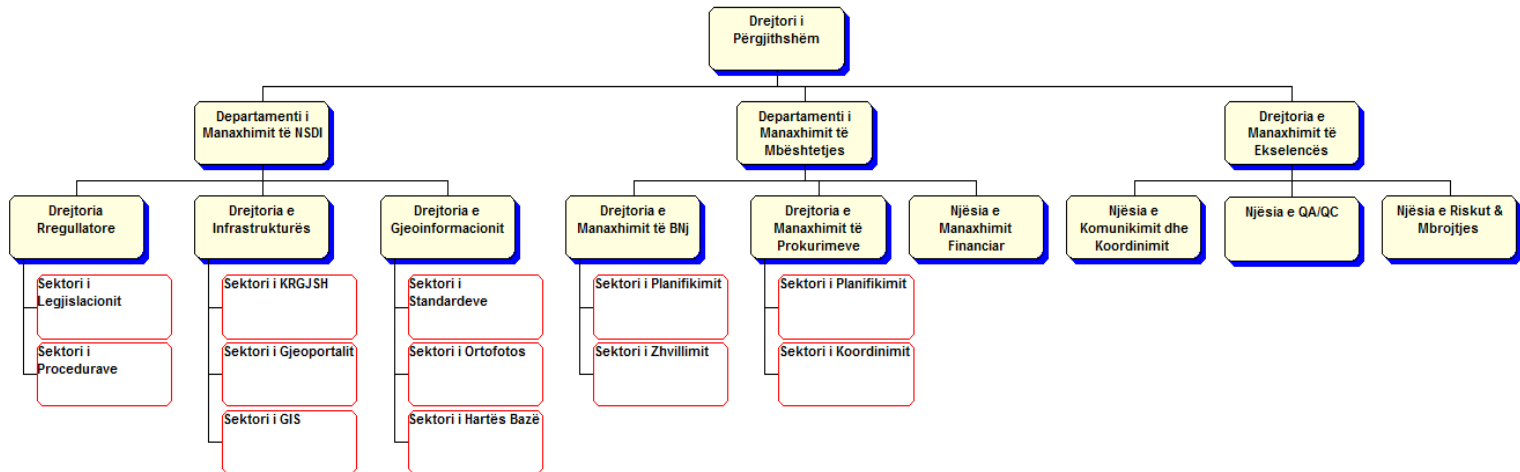 Drejtori i
Përgjithshëm
Departamenti i
Manaxhimit të NSDI
Departamenti i
Manaxhimit të
Mbështetjes
Drejtoria e
Manaxhimit të
Ekselencës
Drejtoria
Rregullatore
Drejtoria e
Infrastrukturës
Drejtoria e
Gjeoinformacionit
Drejtoria e
Manaxhimit të BNj
Drejtoria e
Manaxhimit të
Prokurimeve
Njësia e
Manaxhimit
Financiar
Njësia e
Komunikimit dhe
Koordinimit
Njësia e QA/QC
Njësia e Riskut &
Mbrojtjes
Sektori i
Legjislacionit
Sektori i
Procedurave
Sektori i KRGJSH
Sektori i Gjeoportalit
Sektori i GIS
Sektori i
Standardeve
Sektori i Ortofotos
Sektori i Hartës Bazë
Sektori i Planifikimit
Sektori i Zhvillimit
Sektori i Planifikimit
Sektori i Koordinimit